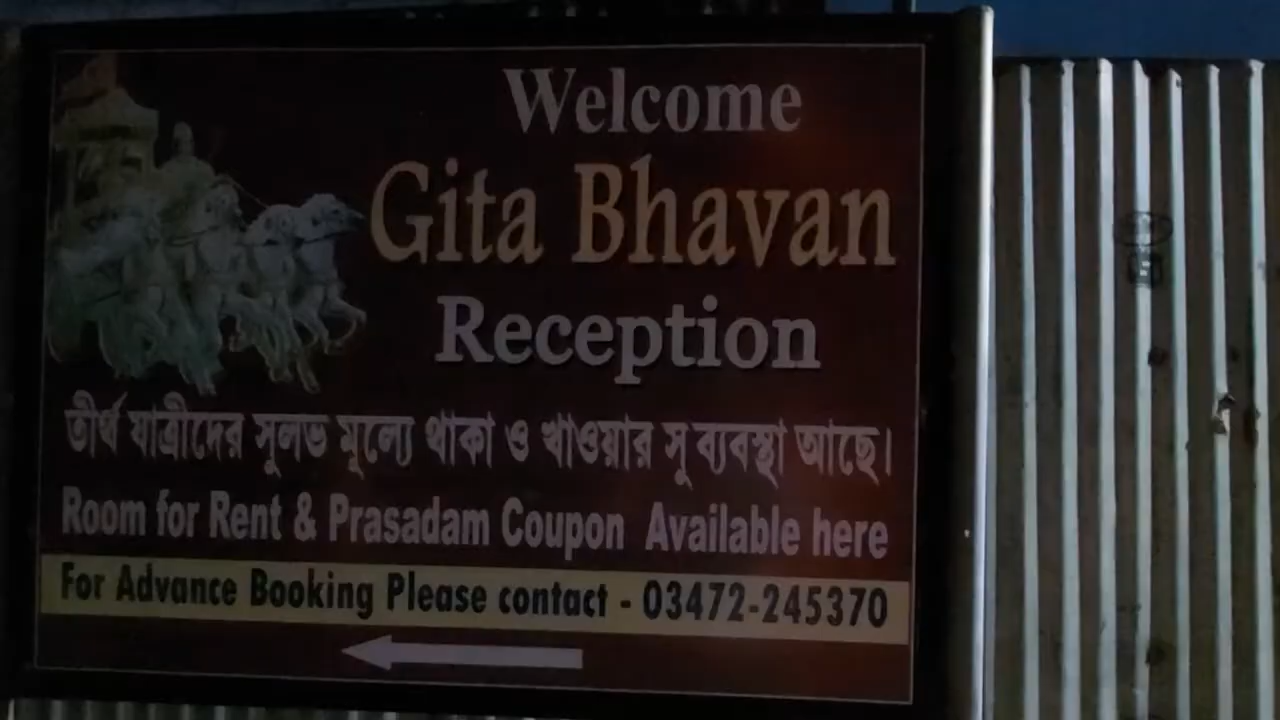 Welcome
Gita Bhavan
Reception
তীর্থ যাত্রীদের সুলভ মূল্যে থাকা ও খাওয়ার সু ব্যবস্থা আছে।
Room for Rent & Prasadam Coupon Available here
For Advance Booking Please contact - 03472-245370